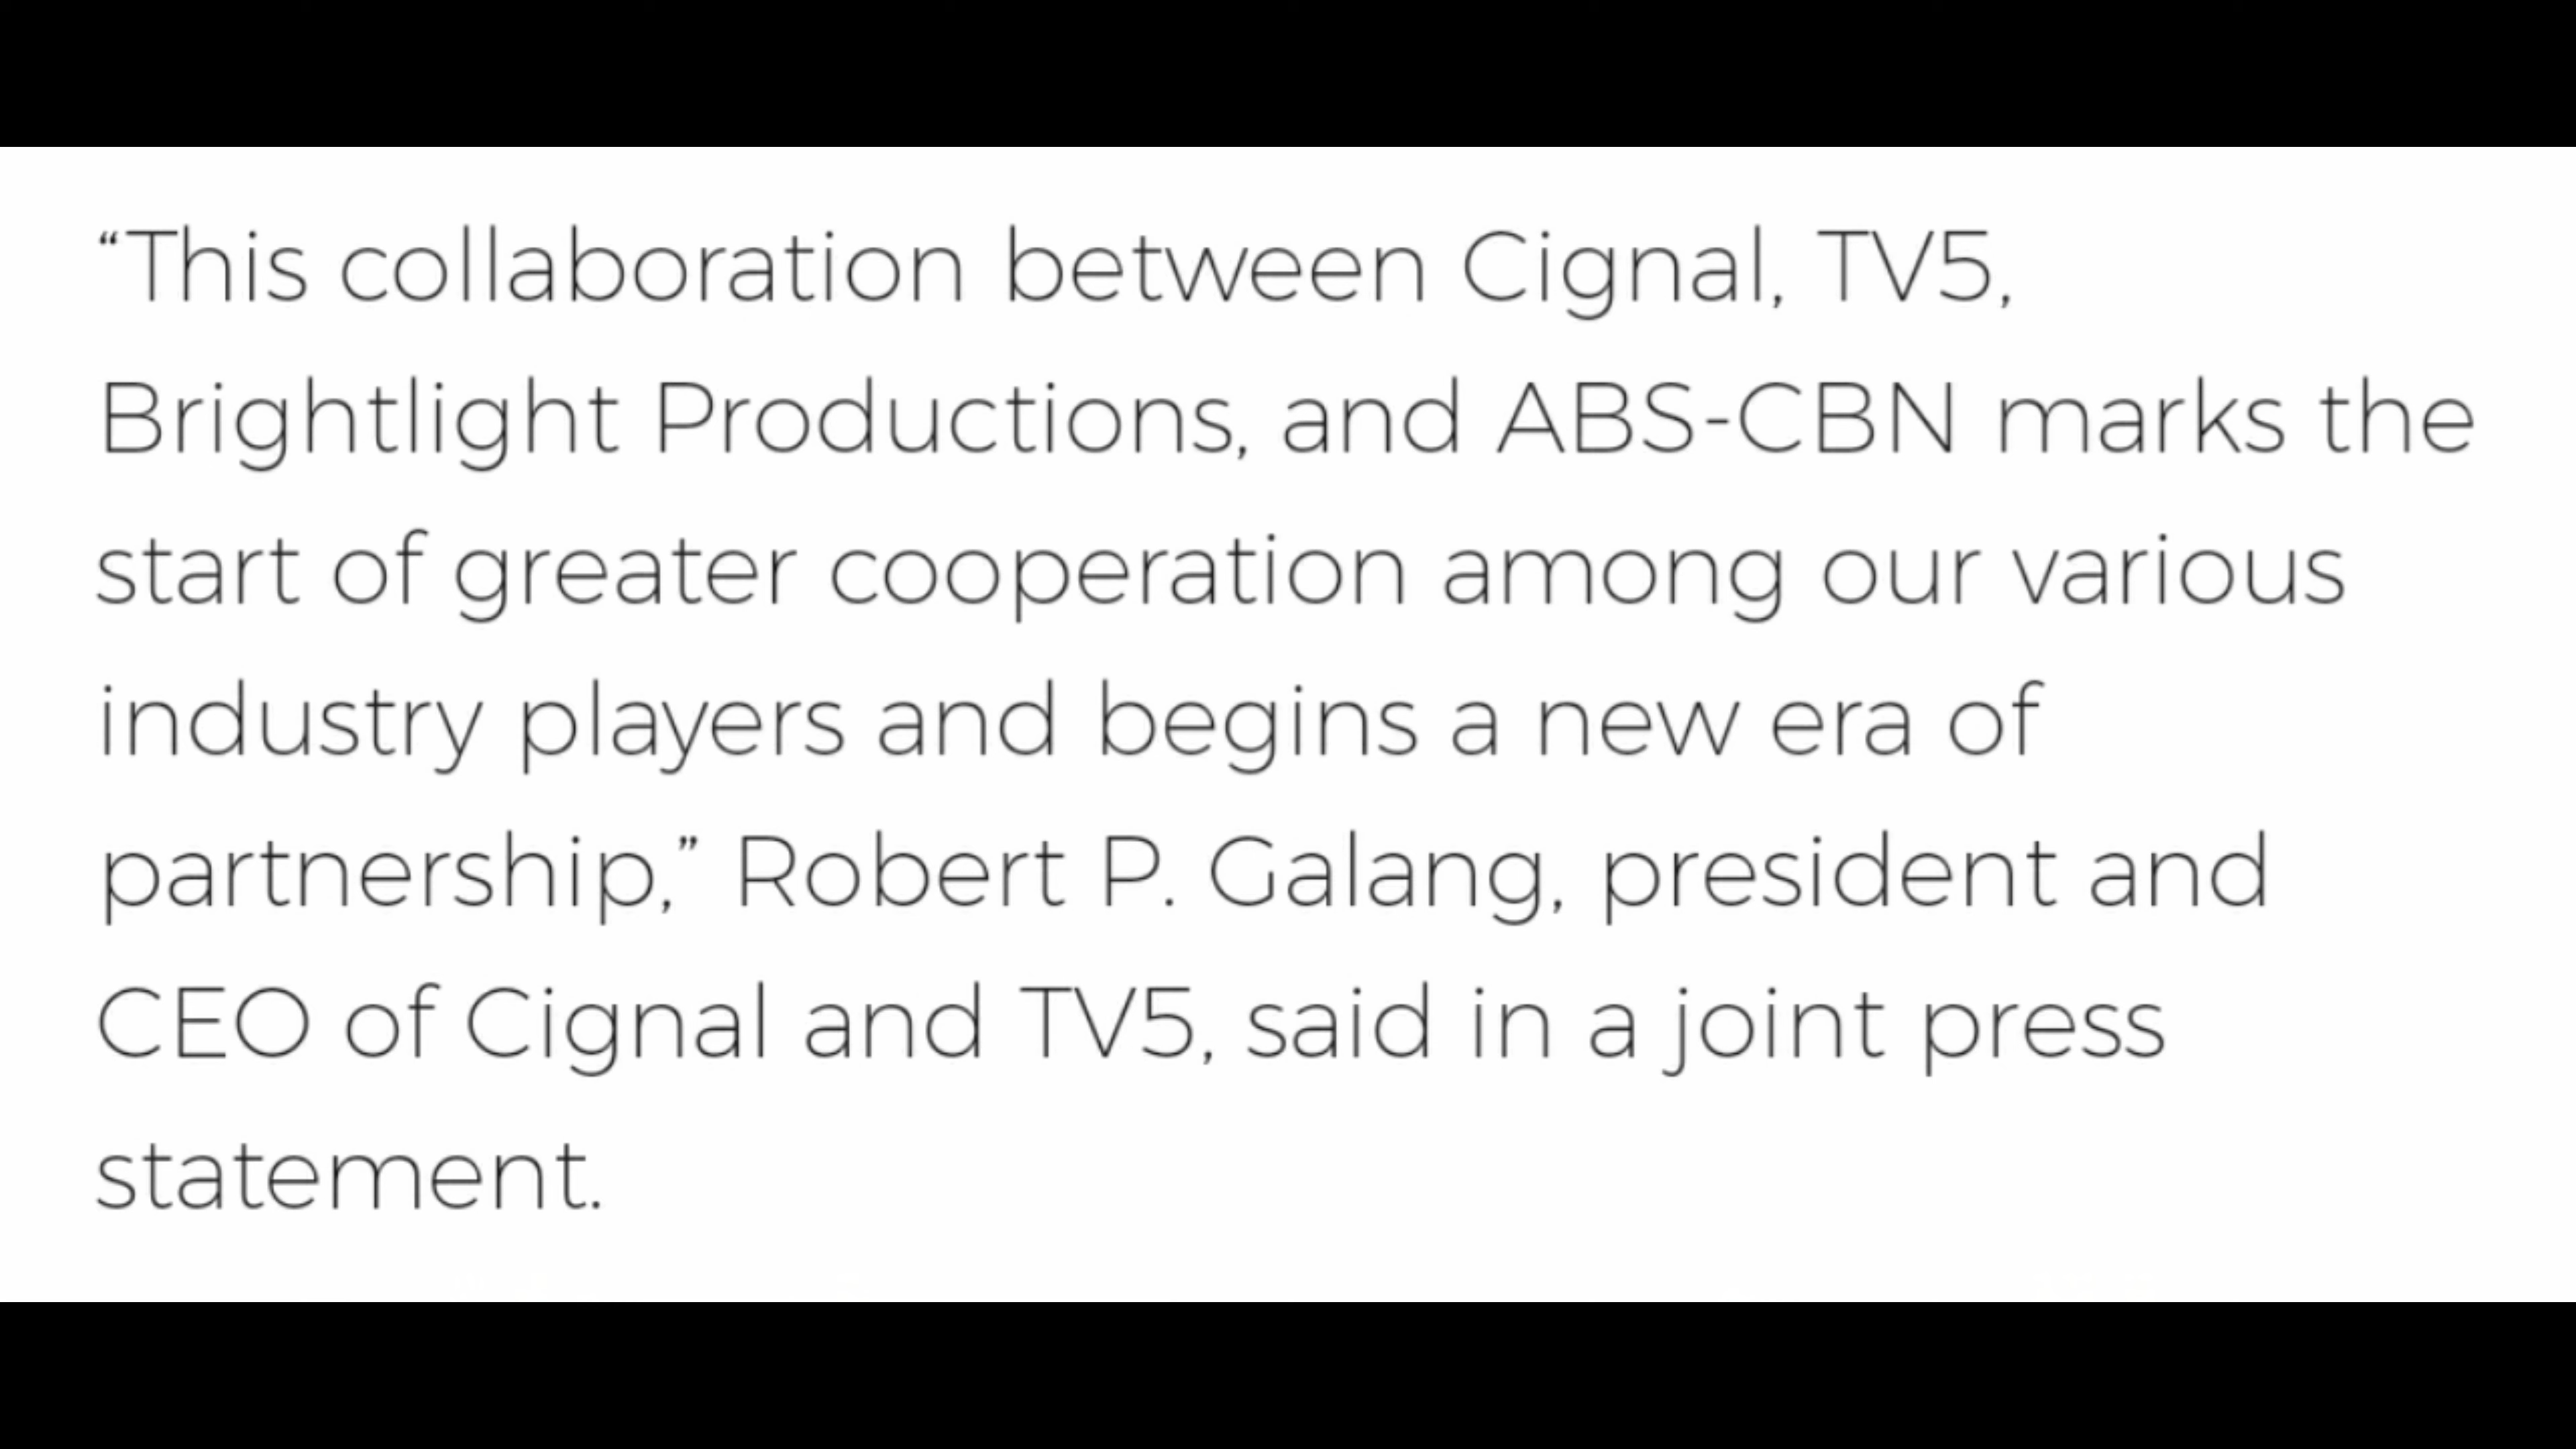 “This collaboration between Cignal, TV5,
Brightlight Productions, and ABS-CBN marks the
start of greater cooperation among our various
industry players and begins a new era of
partnership,” Robert P. Galang, president and
CEO of Cignal and TV5, said in a joint press
statement.